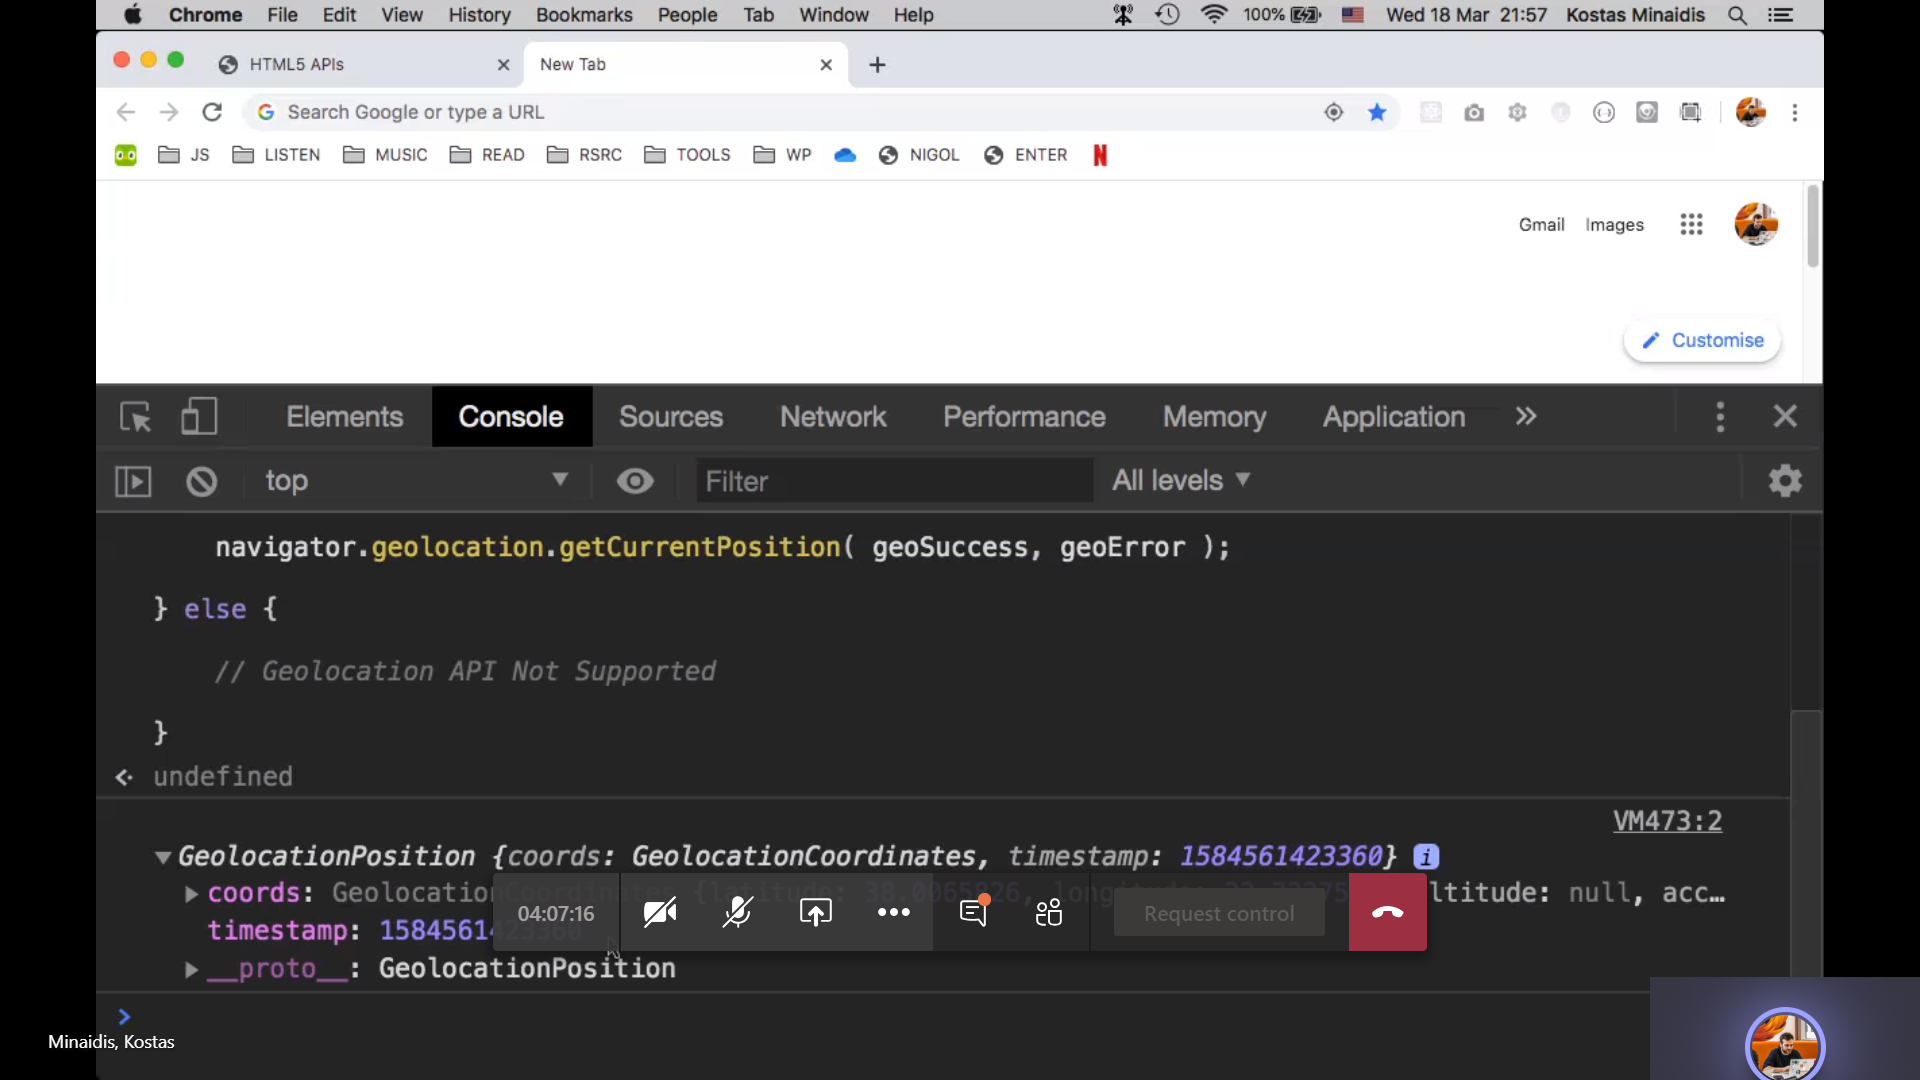 Chrome File Edit View History Bookmarks People Tab Window Help 100% Wed 18 Mar 21:57 Kostas Minaidis
HTML5 APIs New Tab
Search Google or type a URL
JS LISTEN MUSIC READ RSRC TOOLS WP NIGOL ENTER N
Gmail Images
Customise
Elements Console Sources Network Performance Memory Application »
top Filter All levels
navigator.geolocation.getCurrentPosition( geoSuccess, geoError );
} else {
// Geolocation API Not Supported
}
undefined
VM473:2
GeolocationPosition {coords: GeolocationCoordinates, timestamp: 1584561423360} i
coords: GeolocationCoordinates {latitude: ltitude: null, acc…
timestamp: 1584561423360
__proto__: GeolocationPosition
04:07:16 Request control
>
Minaidis, Kostas